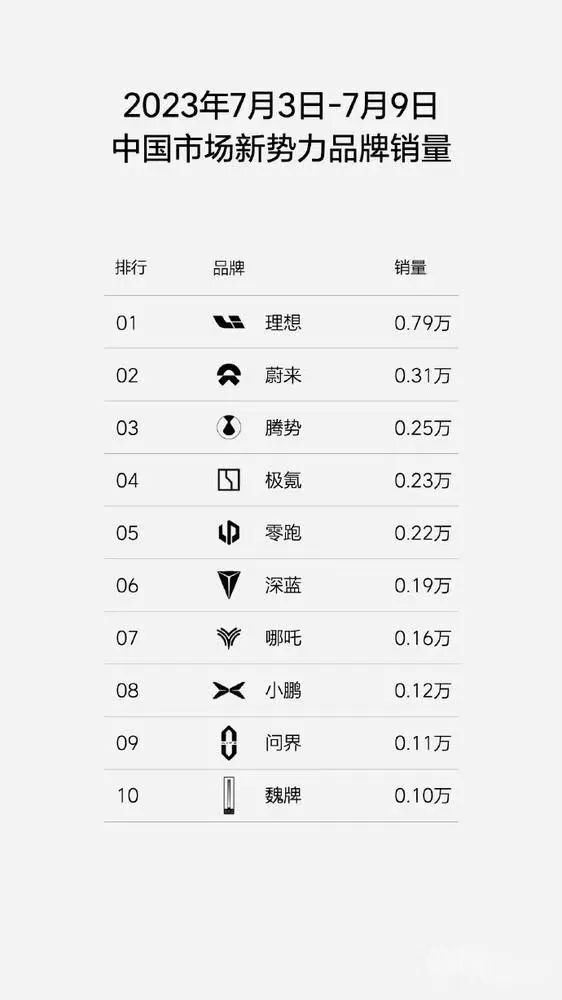 2023年7月3日-7月9日
中国市场新势力品牌销量
排行 品牌 销量
01 理想 0.79万
02 蔚来 0.31万
03 腾势 0.25万
04 极氪 0.23万
05 零跑 0.22万
06 深蓝 0.19万
07 哪吒 0.16万
08 小鹏 0.12万
09 问界 0.11万
10 魏牌 0.10万